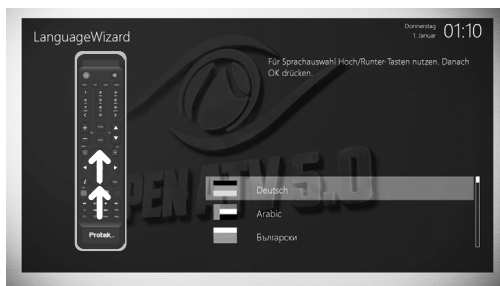 LanguageWizard
Donnerstag
1. Januar
01:10
Für Sprachauswahl Hoch/Runter-Tasten nutzen. Danach
OK drücken.
OPEN ATV 5.0
Deutsch
Arabic
Български
Protek